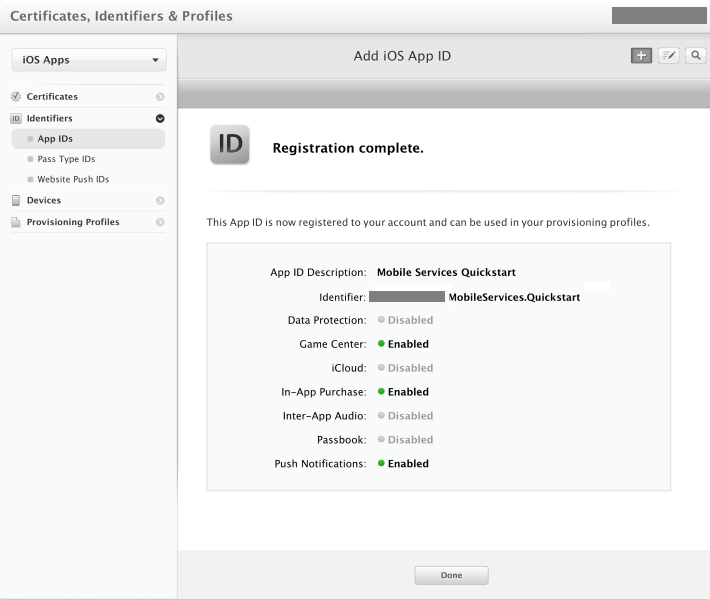 Certificates, Identifiers & Profiles
iOS Apps
Add iOS App ID
Certificates
ID Identifiers
App IDs
Pass Type IDs
Website Push IDs
Devices
Provisioning Profiles
ID
Registration complete.
This App ID is now registered to your account and can be used in your provisioning profiles.
App ID Description: Mobile Services Quickstart
Identifier: MobileServices.Quickstart
Data Protection: Disabled
Game Center: Enabled
iCloud: Disabled
In-App Purchase: Enabled
Inter-App Audio: Disabled
Passbook: Disabled
Push Notifications: Enabled
Done